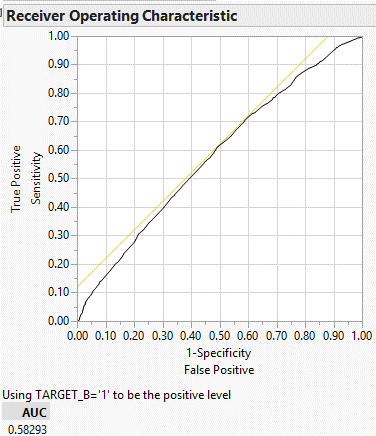 Receiver Operating Characteristic
1.00
0.90
0.80
0.70
0.60
0.50
0.40
0.30
0.20
0.10
0.00
True Positive
Sensitivity
0.00 0.10 0.20 0.30 0.40 0.50 0.60 0.70 0.80 0.90 1.00
1-Specificity
False Positive
Using TARGET_B='1' to be the positive level
AUC
0.58293